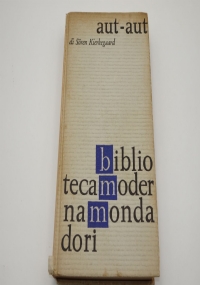 aut-aut
di Sören Kierkegaard
biblio
tecamoder
namonda
dori